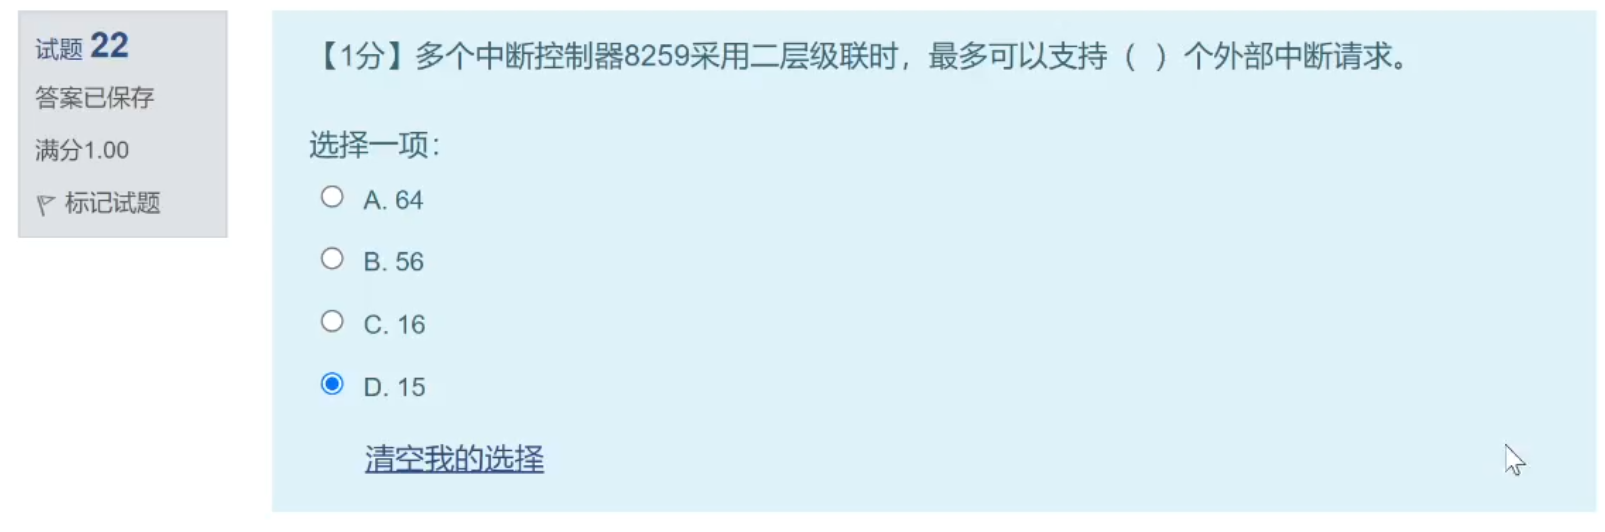 试题 22
答案已保存
满分1.00
标记试题
【1分】多个中断控制器8259采用二层级联时，最多可以支持（ ）个外部中断请求。
选择一项：
A. 64
B. 56
C. 16
D. 15
清空我的选择